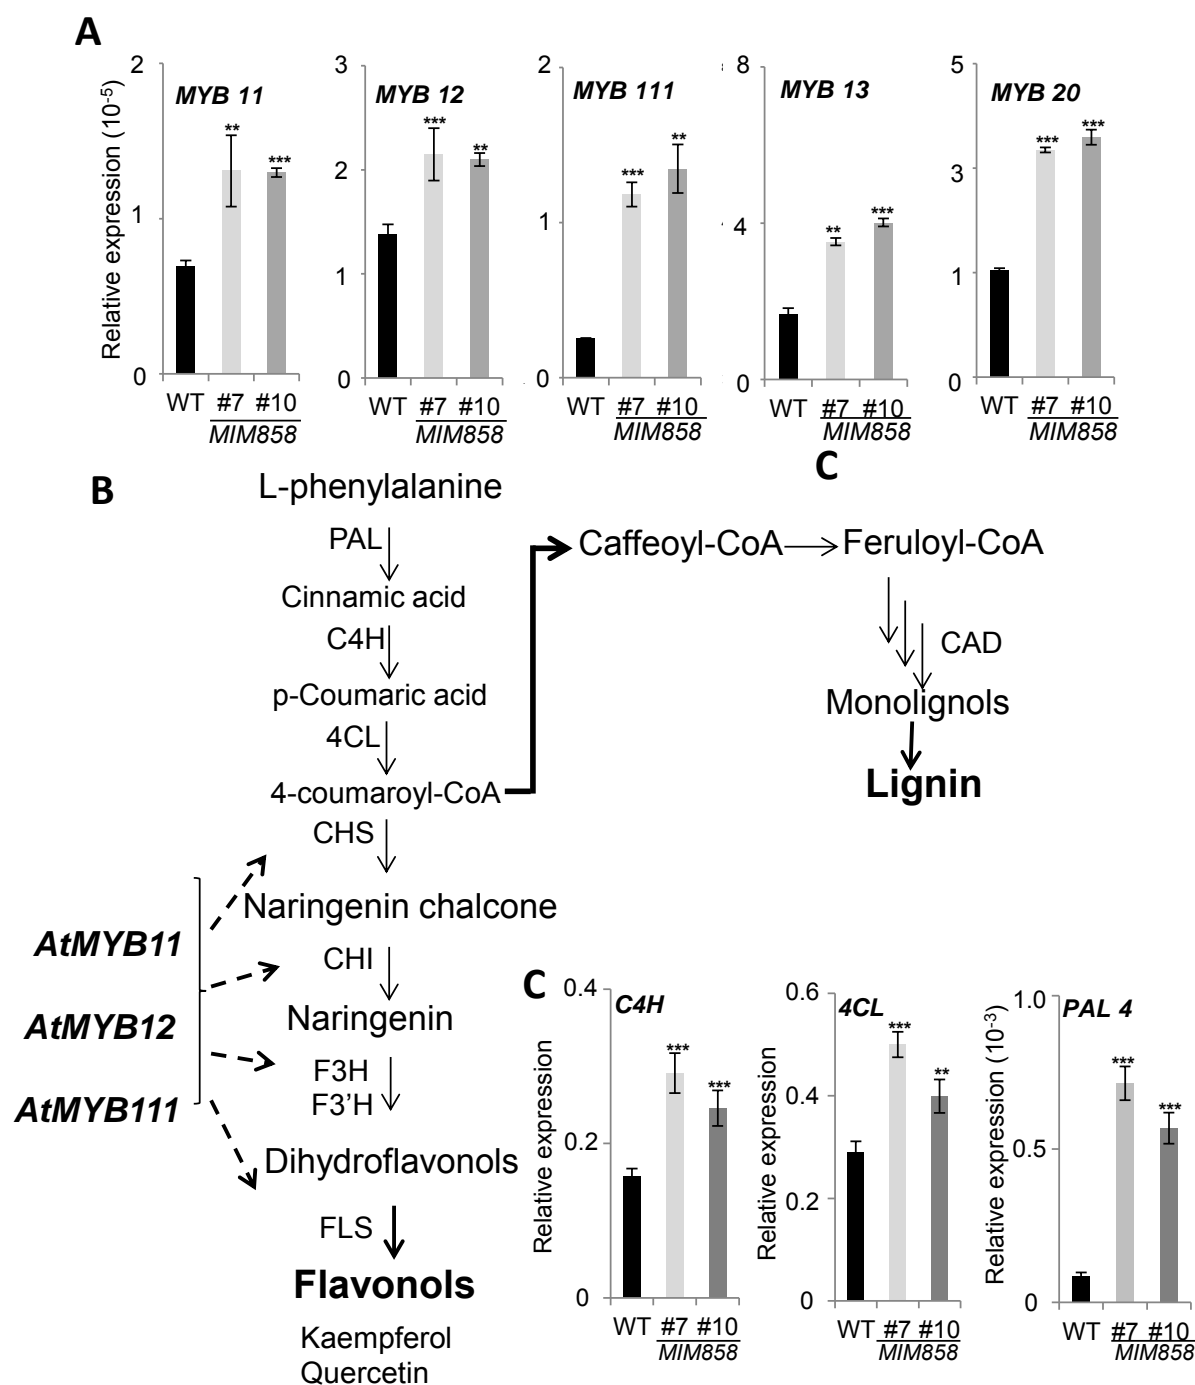 A
Relative expression (10-5)
2
1
0
MYB 11
**
***
WT #7 #10
MIM858
3
2
1
0
MYB 12
***
**
WT #7 #10
MIM858
2
1
0
MYB 111
***
**
WT #7 #10
MIM858
8
4
0
MYB 13
**
***
WT #7 #10
MIM858
5
3
1
0
MYB 20
***
***
WT #7 #10
MIM858
B
L-phenylalanine
PAL
Cinnamic acid
C4H
p-Coumaric acid
4CL
4-coumaroyl-CoA
CHS
Naringenin chalcone
CHI
Naringenin
F3H
F3’H
Dihydroflavonols
FLS
Flavonols
Kaempferol
Quercetin
AtMYB11
AtMYB12
AtMYB111
C
Caffeoyl-CoA
Feruloyl-CoA
CAD
Monolignols
Lignin
C
Relative expression
0.4
0.2
0
C4H
***
***
WT #7 #10
MIM858
Relative expression
0.6
0.4
0.2
0
4CL
***
**
WT #7 #10
MIM858
Relative expression (10-3)
1.0
0.5
0
PAL 4
***
***
WT #7 #10
MIM858